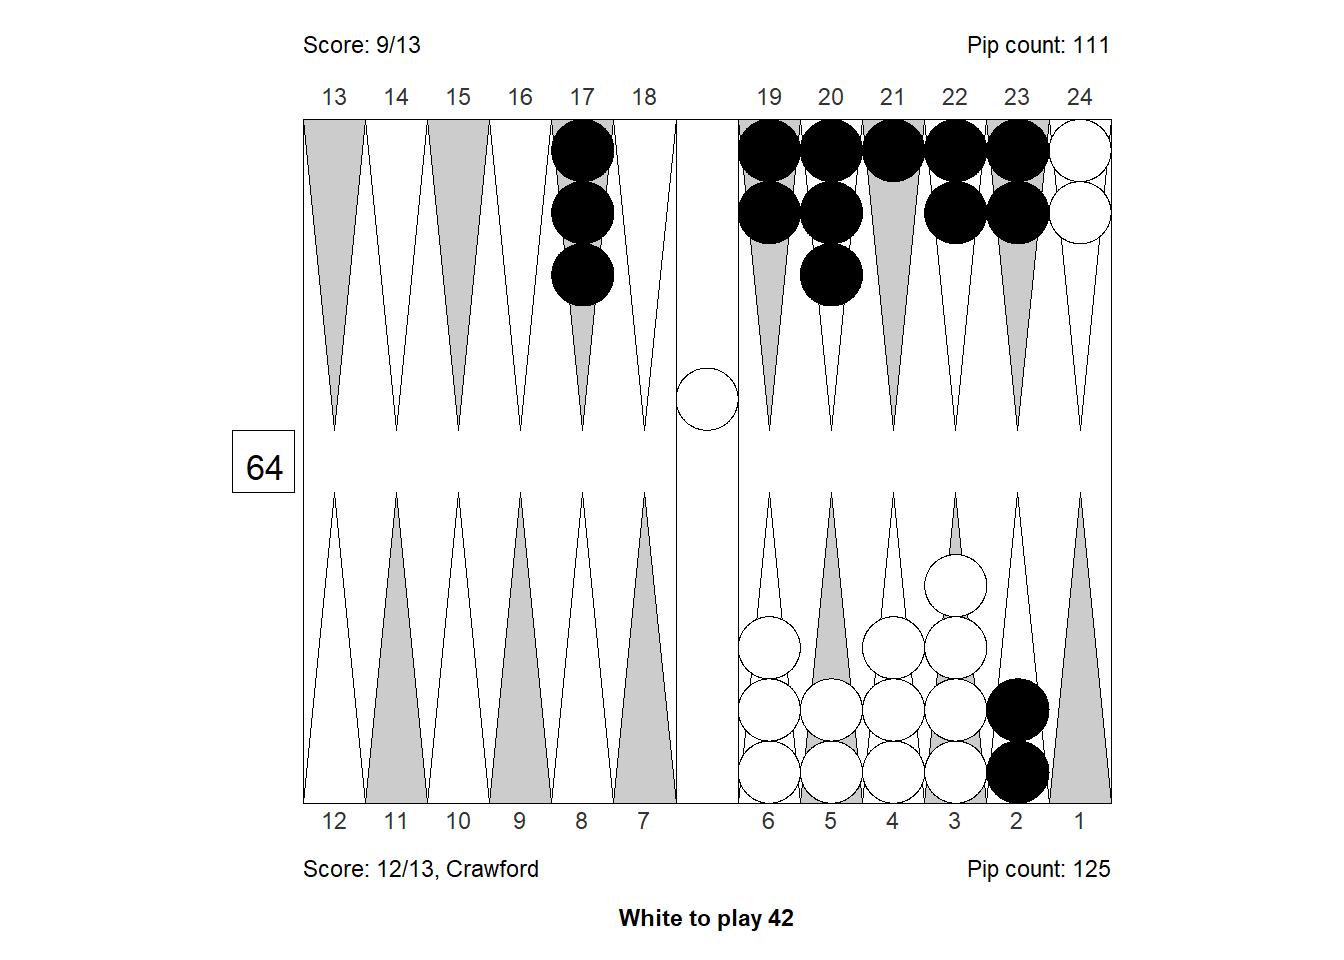 Score: 9/13 Pip count: 111
13 14 15 16 17 18 19 20 21 22 23 24
64
12 11 10 9 8 7 6 5 4 3 2 1
Score: 12/13, Crawford Pip count: 125
White to play 42